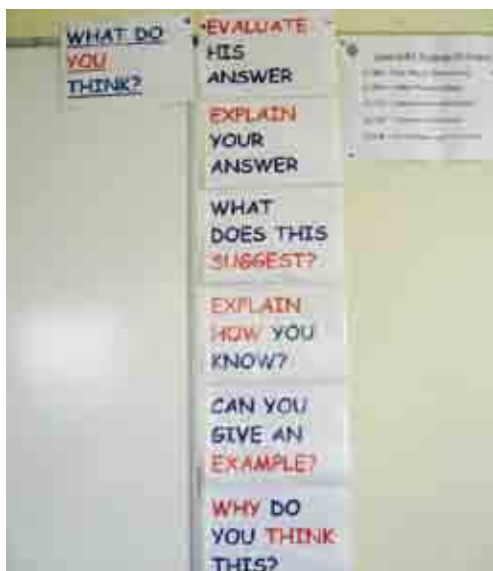 WHAT DO
YOU
THINK?
EVALUATE
HIS
ANSWER
EXPLAIN
YOUR
ANSWER
WHAT
DOES THIS
SUGGEST?
EXPLAIN
HOW YOU
KNOW?
CAN YOU
GIVE AN
EXAMPLE?
WHY DO
YOU THINK
THIS?